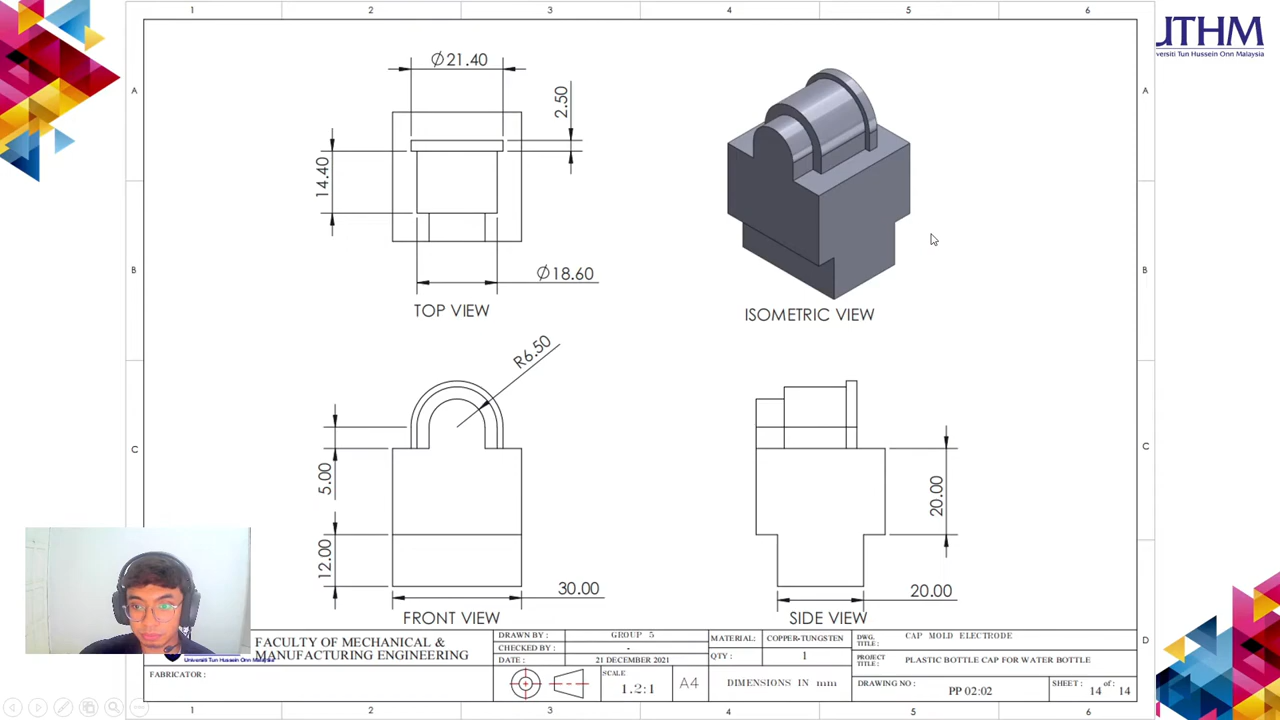 1 2 3 4 5 6
UTHM
Universiti Tun Hussein Onn Malaysia
A A
Ø21.40
2.50
14.40
B B
Ø18.60
TOP VIEW
ISOMETRIC VIEW
R6.50
C C
5.00
20.00
12.00
30.00
20.00
FRONT VIEW
SIDE VIEW
D
FACULTY OF MECHANICAL &
MANUFACTURING ENGINEERING
Universiti Tun Hussein Onn Malaysia
FABRICATOR :
DRAWN BY : GROUP 5
CHECKED BY : -
DATE : 21 DECEMBER 2021
SCALE
1.2:1
A4
MATERIAL: COPPER-TUNGSTEN
QTY : 1
DIMENSIONS IN mm
DWG. TITLE : CAP MOLD ELECTRODE
PROJECT TITLE : PLASTIC BOTTLE CAP FOR WATER BOTTLE
DRAWING NO : PP 02:02
SHEET : 14 of : 14
1 2 3 4 5 6